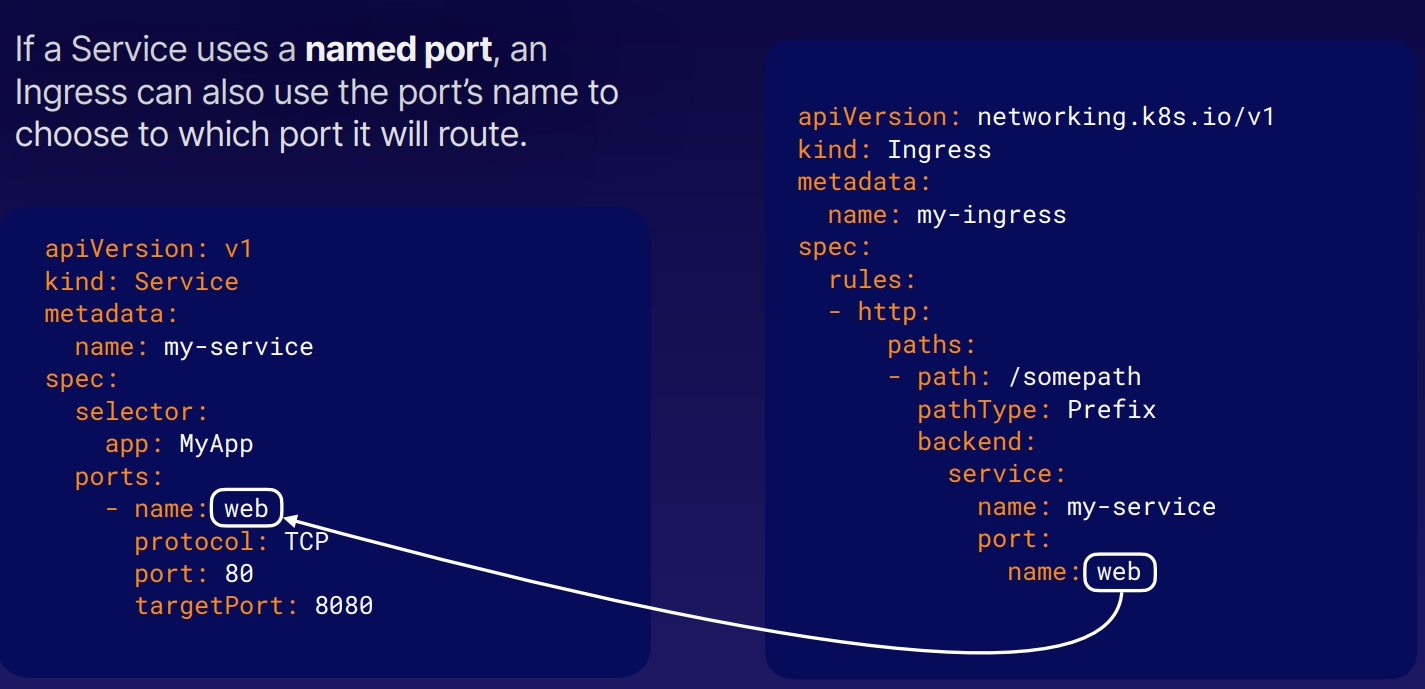 If a Service uses a named port, an
Ingress can also use the port’s name to
choose to which port it will route.
apiVersion: v1
kind: Service
metadata:
  name: my-service
spec:
  selector:
    app: MyApp
  ports:
    - name: web
      protocol: TCP
      port: 80
      targetPort: 8080
apiVersion: networking.k8s.io/v1
kind: Ingress
metadata:
  name: my-ingress
spec:
  rules:
  - http:
      paths:
      - path: /somepath
        pathType: Prefix
        backend:
          service:
            name: my-service
            port:
              name: web